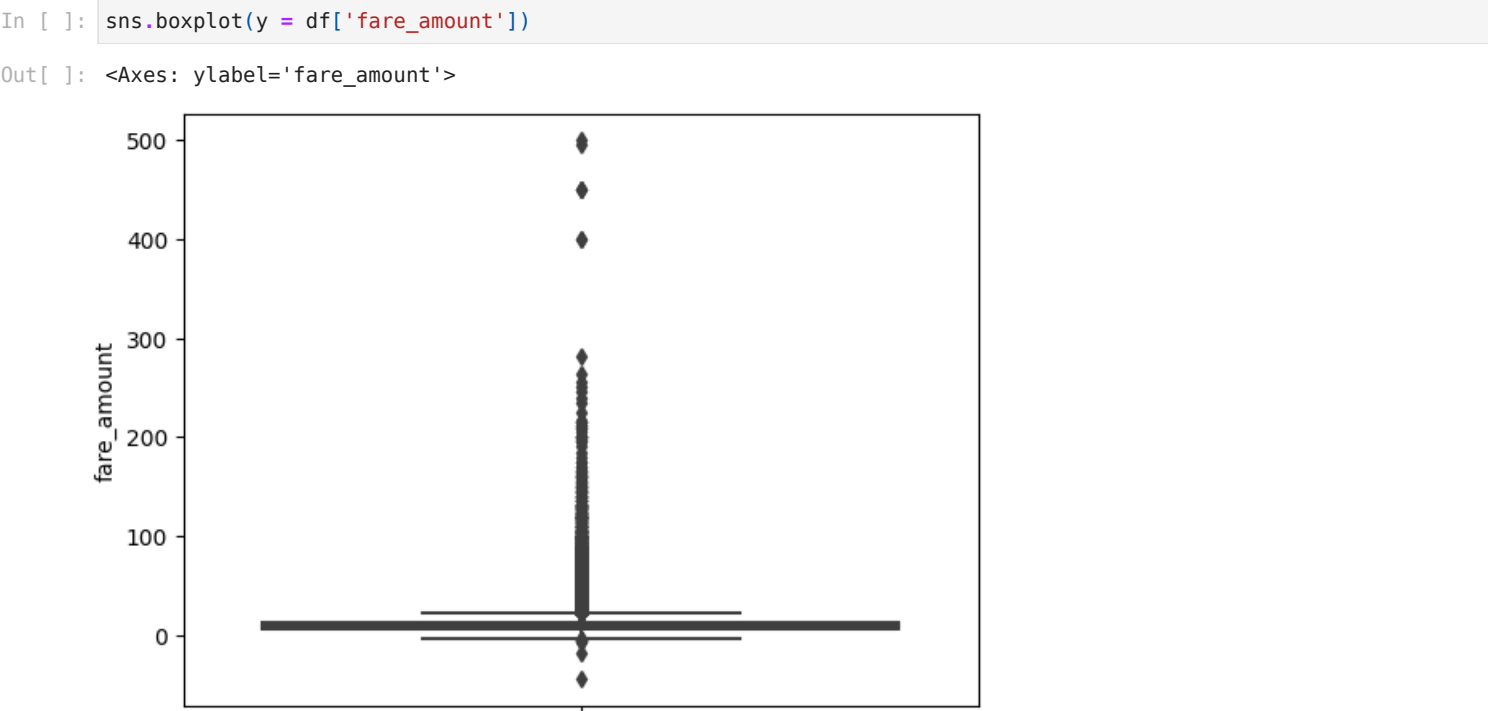 In [ ]: sns.boxplot(y = df['fare_amount'])
Out[ ]: <Axes: ylabel='fare_amount'>
500
400
300
200
100
0
fare_amount